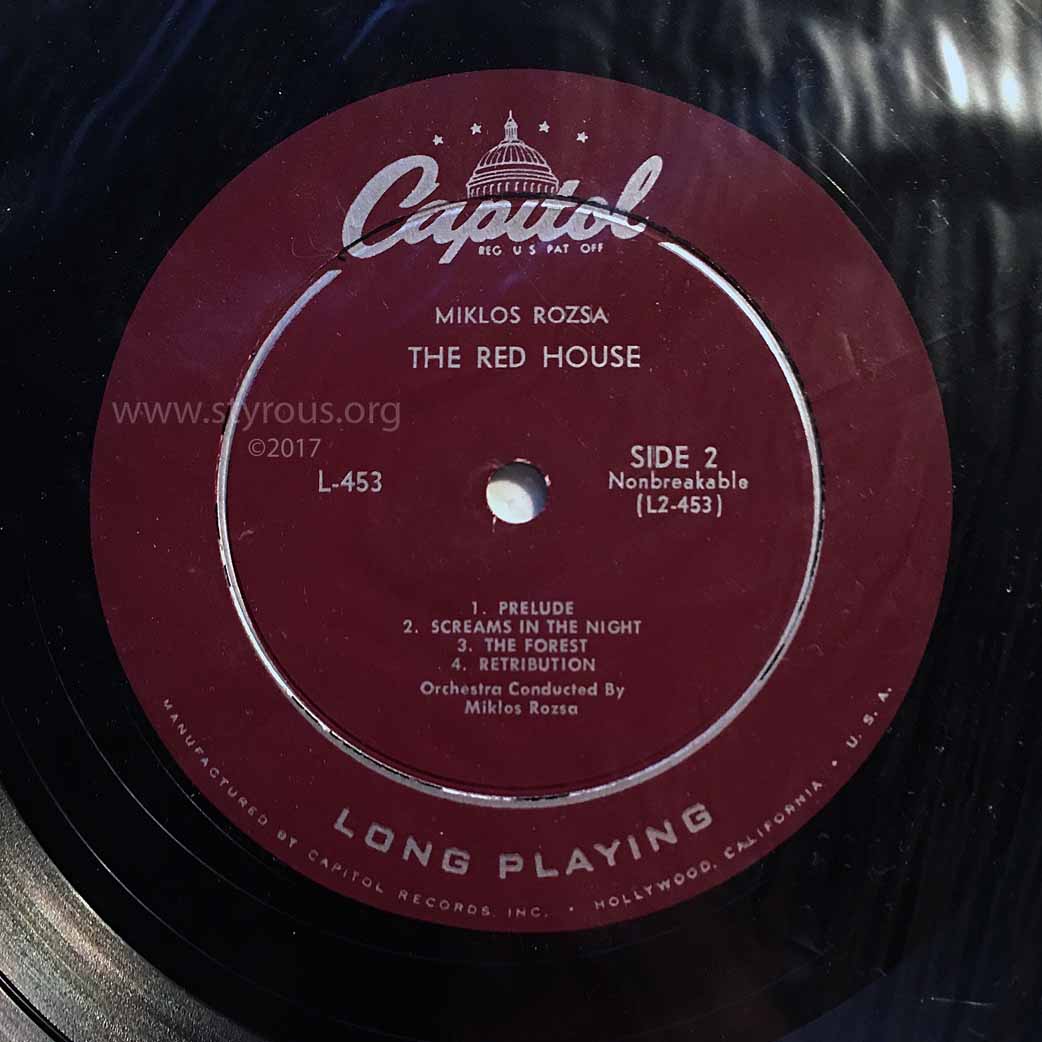 Capitol
REG U S PAT OFF
MIKLOS ROZSA
THE RED HOUSE
www.styrous.org
©2017
L-453
SIDE 2
Nonbreakable
(L2-453)
1. PRELUDE
2. SCREAMS IN THE NIGHT
3. THE FOREST
4. RETRIBUTION
Orchestra Conducted By
Miklos Rozsa
LONG PLAYING
MANUFACTURED BY CAPITOL RECORDS, INC. • HOLLYWOOD, CALIFORNIA • U. S. A.